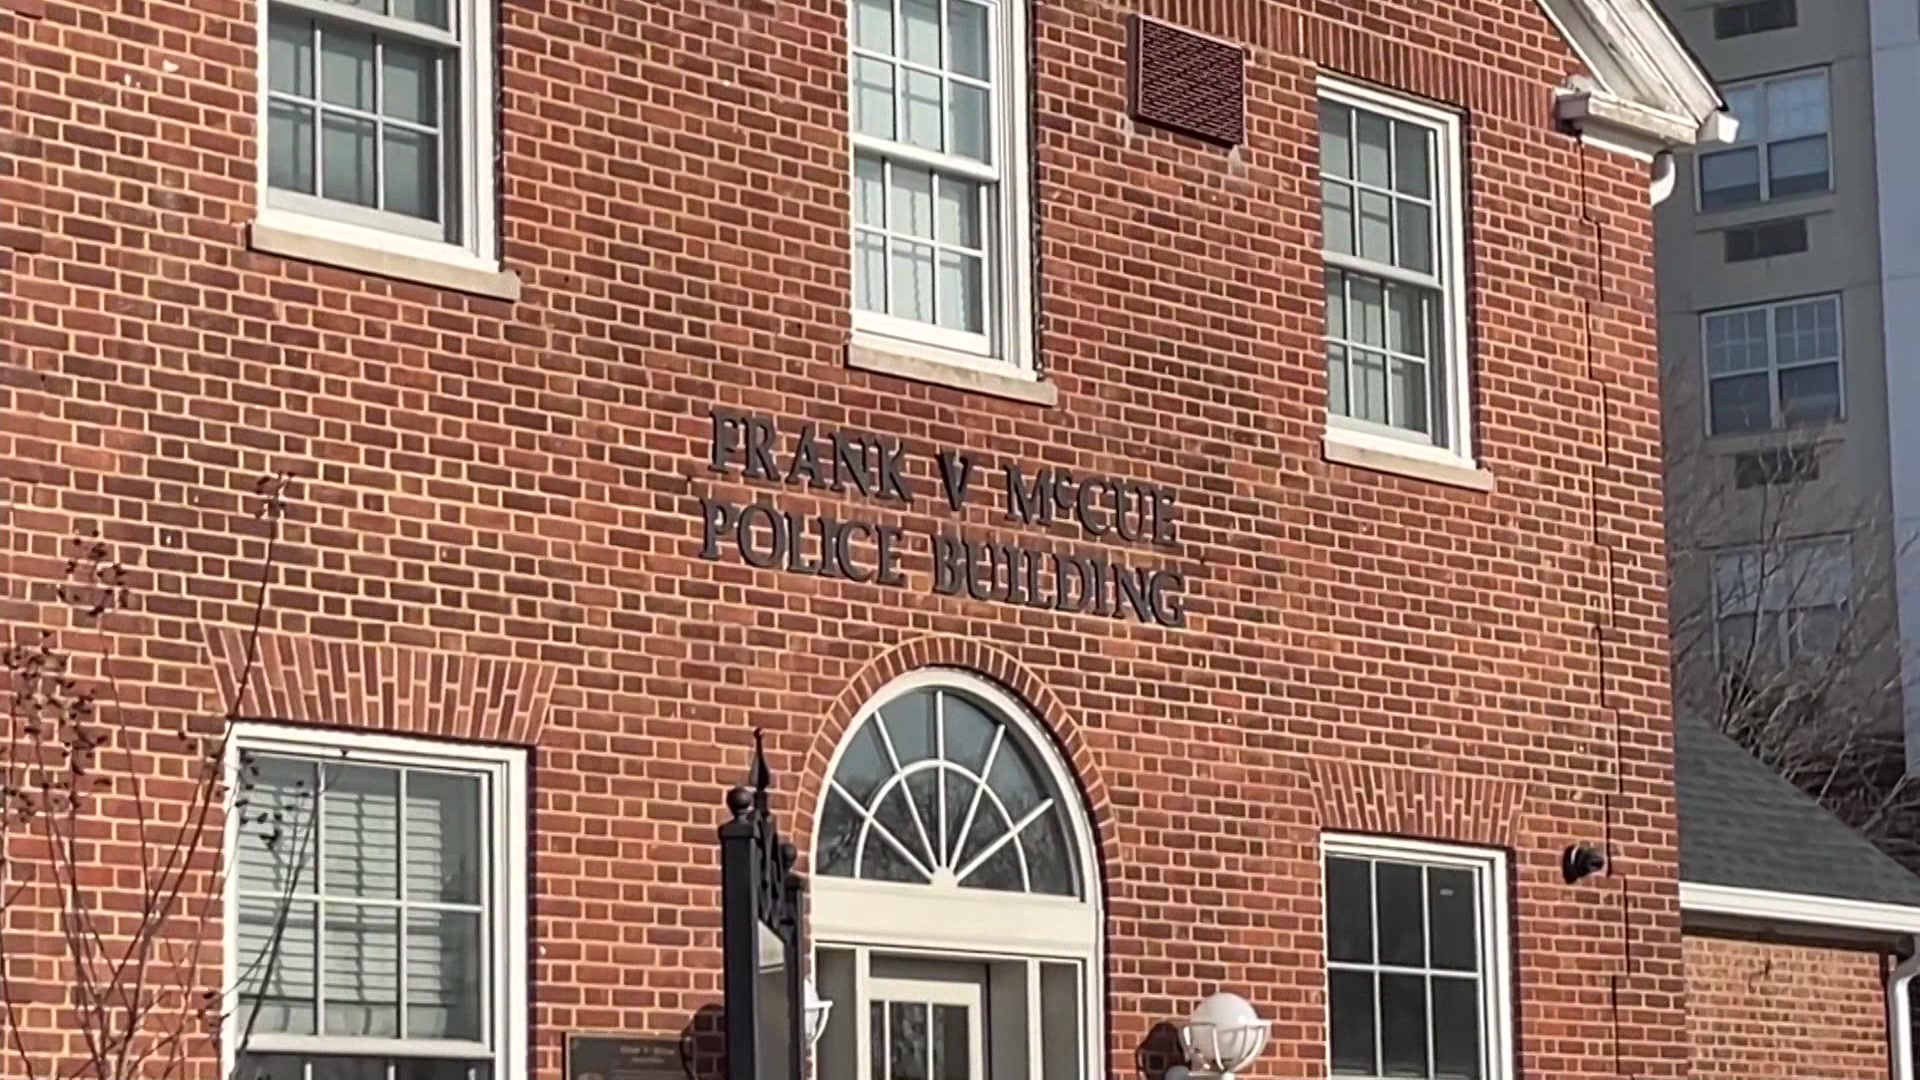 FRANK V McCUE
POLICE BUILDING